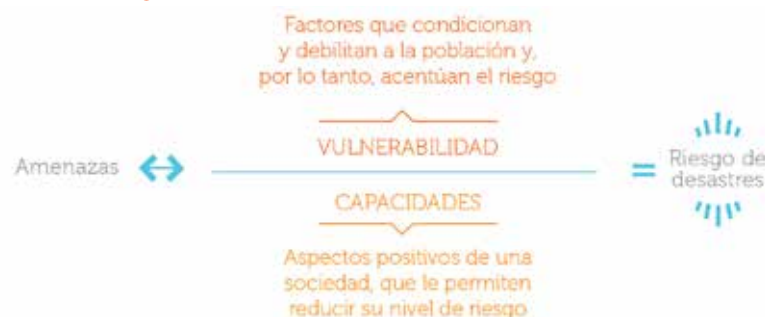 Factores que condicionan
y debilitan a la población y,
por lo tanto, acentúan el riesgo
VULNERABILIDAD
Amenazas
=
Riesgo de
desastres
CAPACIDADES
Aspectos positivos de una
sociedad, que le permiten
reducir su nivel de riesgo